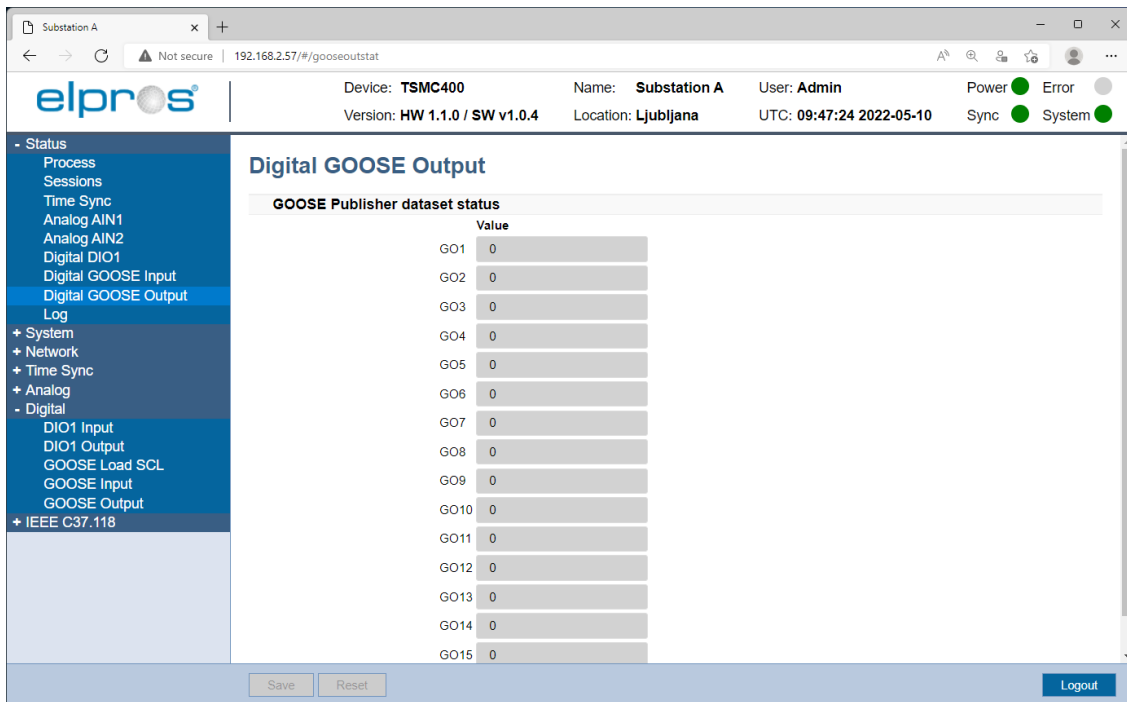 Substation A
Not secure 192.168.2.57/#/gooseoutstat
elpros
Device: TSMC400 Name: Substation A User: Admin Power Error
Version: HW 1.1.0 / SW v1.0.4 Location: Ljubljana UTC: 09:47:24 2022-05-10 Sync System
- Status
Process
Sessions
Time Sync
Analog AIN1
Analog AIN2
Digital DIO1
Digital GOOSE Input
Digital GOOSE Output
Log
+ System
+ Network
+ Time Sync
+ Analog
- Digital
DIO1 Input
DIO1 Output
GOOSE Load SCL
GOOSE Input
GOOSE Output
+ IEEE C37.118
Digital GOOSE Output
GOOSE Publisher dataset status
Value
GO1 0
GO2 0
GO3 0
GO4 0
GO5 0
GO6 0
GO7 0
GO8 0
GO9 0
GO10 0
GO11 0
GO12 0
GO13 0
GO14 0
GO15 0
Save Reset Logout